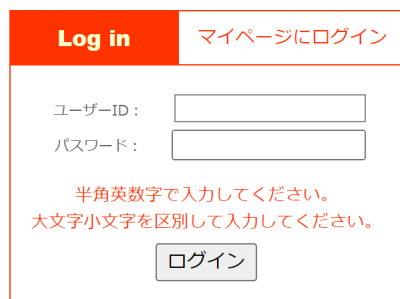 Log in マイページにログイン
ユーザーID：
パスワード：
半角英数字で入力してください。
大文字小文字を区別して入力してください。
ログイン